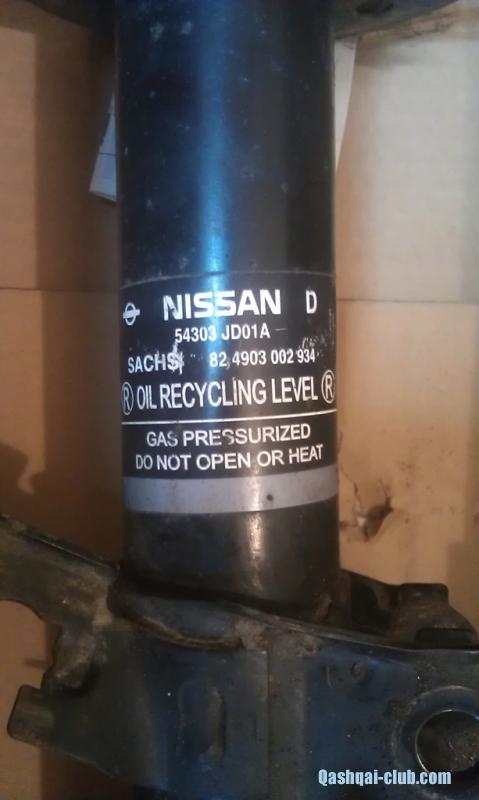 NISSAN D
54303 JD01A
SACHS 82 4903 002 934
® OIL RECYCLING LEVEL ®
GAS PRESSURIZED
DO NOT OPEN OR HEAT
Qashqai-club.com